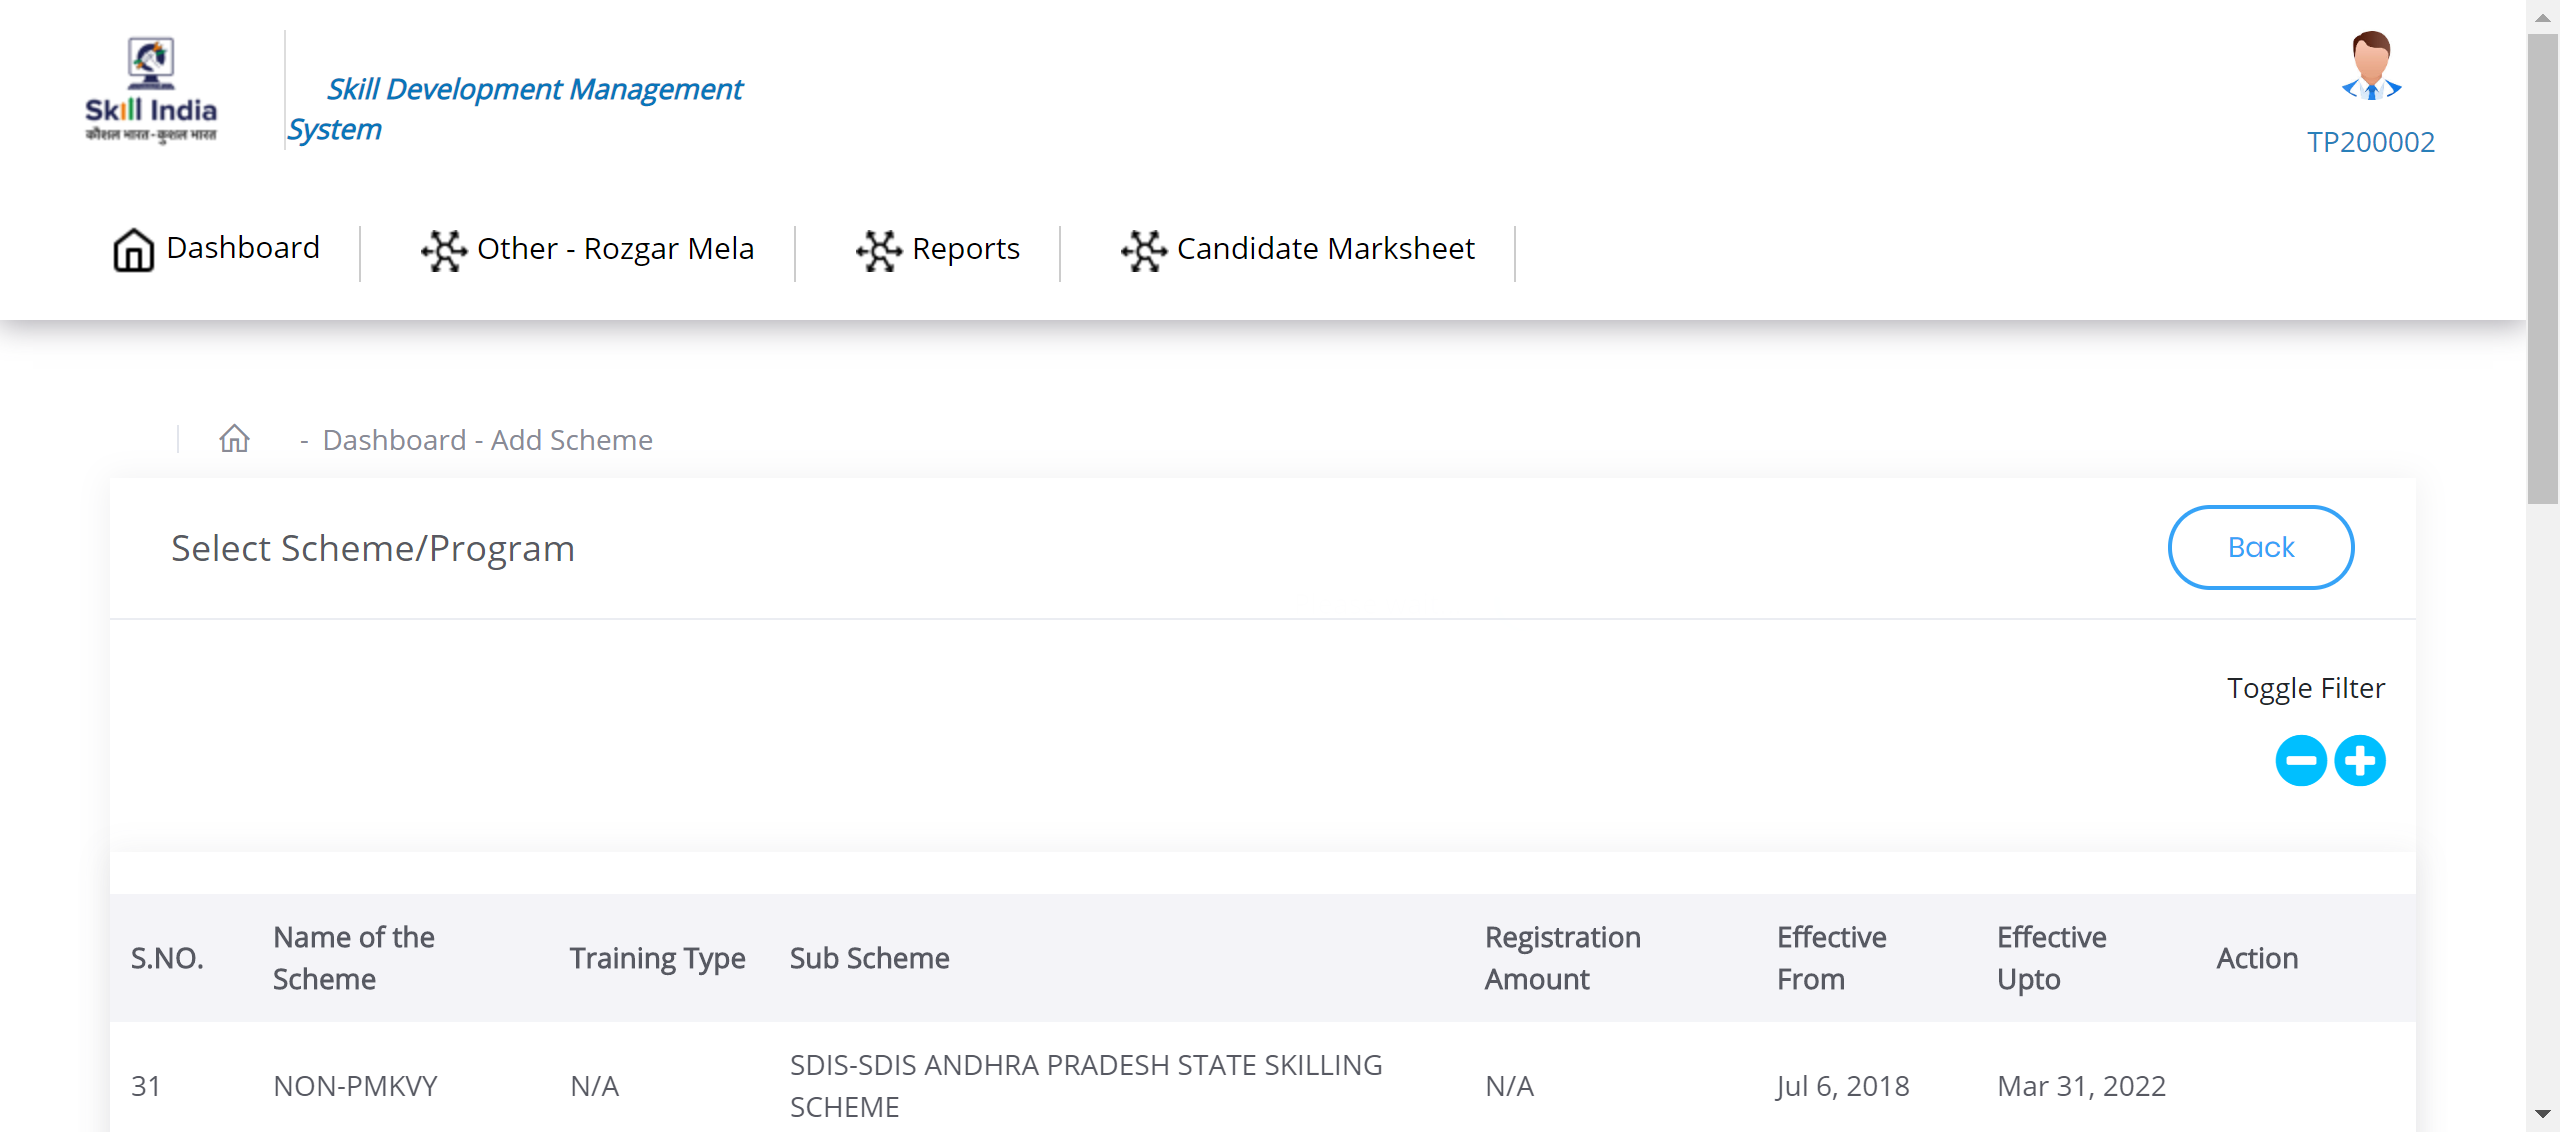 Skill India
कौशल भारत - कुशल भारत
Skill Development Management
System
TP200002
Dashboard
Other - Rozgar Mela
Reports
Candidate Marksheet
- Dashboard - Add Scheme
Select Scheme/Program
Back
Toggle Filter
S.NO.
Name of the
Scheme
Training Type
Sub Scheme
Registration
Amount
Effective
From
Effective
Upto
Action
31
NON-PMKVY
N/A
SDIS-SDIS ANDHRA PRADESH STATE SKILLING
SCHEME
N/A
Jul 6, 2018
Mar 31, 2022